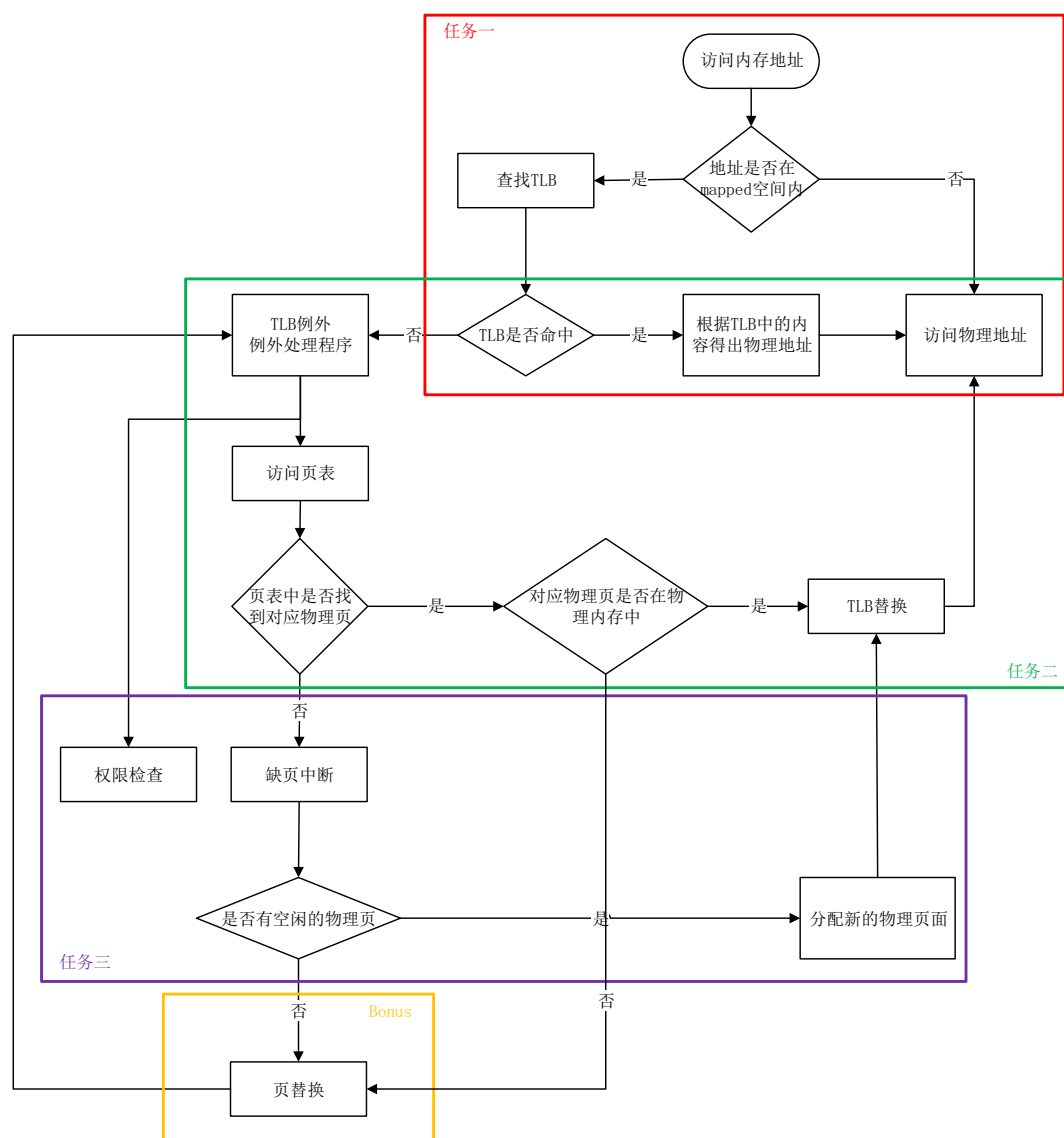 任务一
访问内存地址
地址是否在
mapped空间内
是
否
查找TLB
TLB例外
例外处理程序
否
TLB是否命中
是
根据TLB中的内
容得出物理地址
访问物理地址
访问页表
页表中是否找
到对应物理页
是
对应物理页是否在物
理内存中
是
TLB替换
任务二
否
权限检查
缺页中断
是否有空闲的物理页
是
分配新的物理页面
任务三
否
否
Bonus
页替换